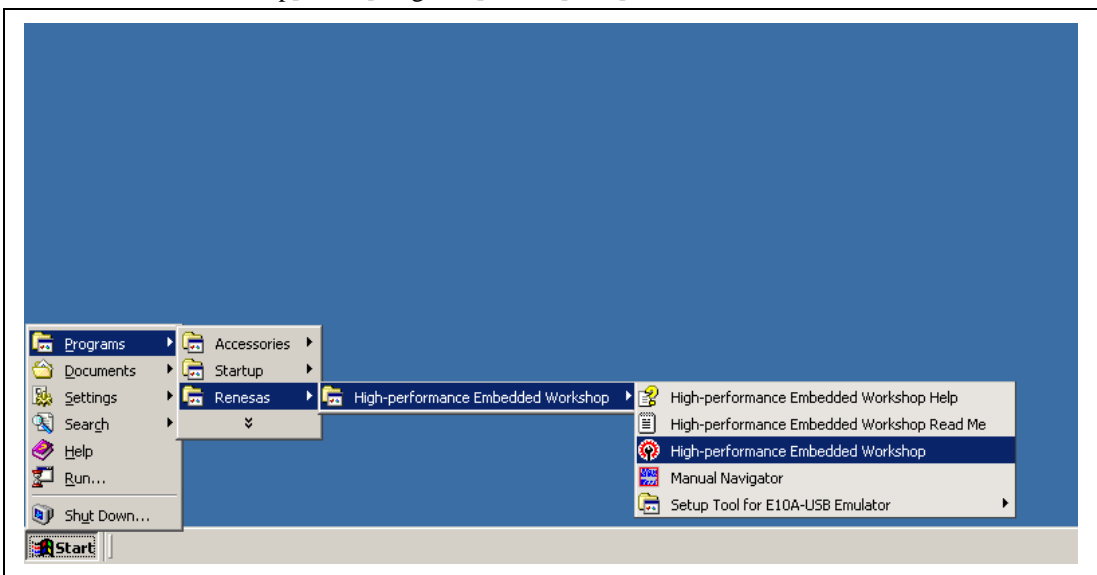 Programs
Documents
Settings
Search
Help
Run...
Shut Down...
Start
Accessories
Startup
Renesas
High-performance Embedded Workshop
High-performance Embedded Workshop Help
High-performance Embedded Workshop Read Me
High-performance Embedded Workshop
Manual Navigator
Setup Tool for E10A-USB Emulator